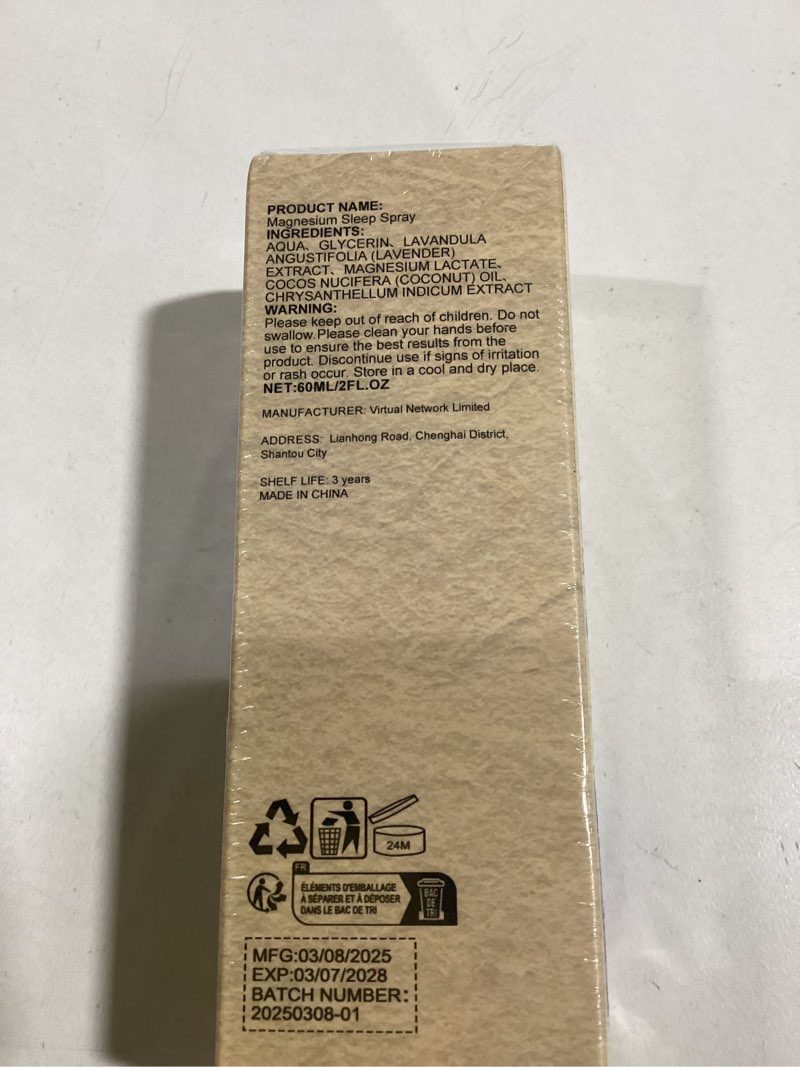 PRODUCT NAME:
Magnesium Sleep Spray
INGREDIENTS:
AQUA、GLYCERIN、LAVANDULA
ANGUSTIFOLIA (LAVENDER)
EXTRACT、MAGNESIUM LACTATE、
COCOS NUCIFERA (COCONUT) OIL、
CHRYSANTHELLUM INDICUM EXTRACT
WARNING:
Please keep out of reach of children. Do not
swallow.Please clean your hands before
use to ensure the best results from the
product. Discontinue use if signs of irritation
or rash occur. Store in a cool and dry place.
NET:60ML/2FL.OZ
MANUFACTURER: Virtual Network Limited
ADDRESS: Lianhong Road, Chenghai District,
Shantou City
SHELF LIFE: 3 years
MADE IN CHINA
24M
FR
ÉLÉMENTS D'EMBALLAGE
À SÉPARER ET À DÉPOSER
DANS LE BAC DE TRI
BAC
DE
TRI
MFG:03/08/2025
EXP:03/07/2028
BATCH NUMBER:
20250308-01